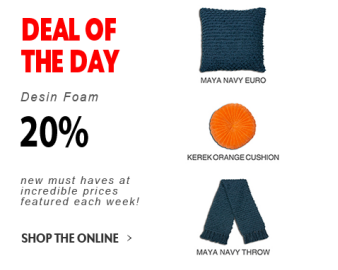 DEAL OF
THE DAY
Desin Foam
20%
new must haves at
incredible prices
featured each week!
SHOP THE ONLINE >
MAYA NAVY EURO
KEREK ORANGE CUSHION
MAYA NAVY THROW